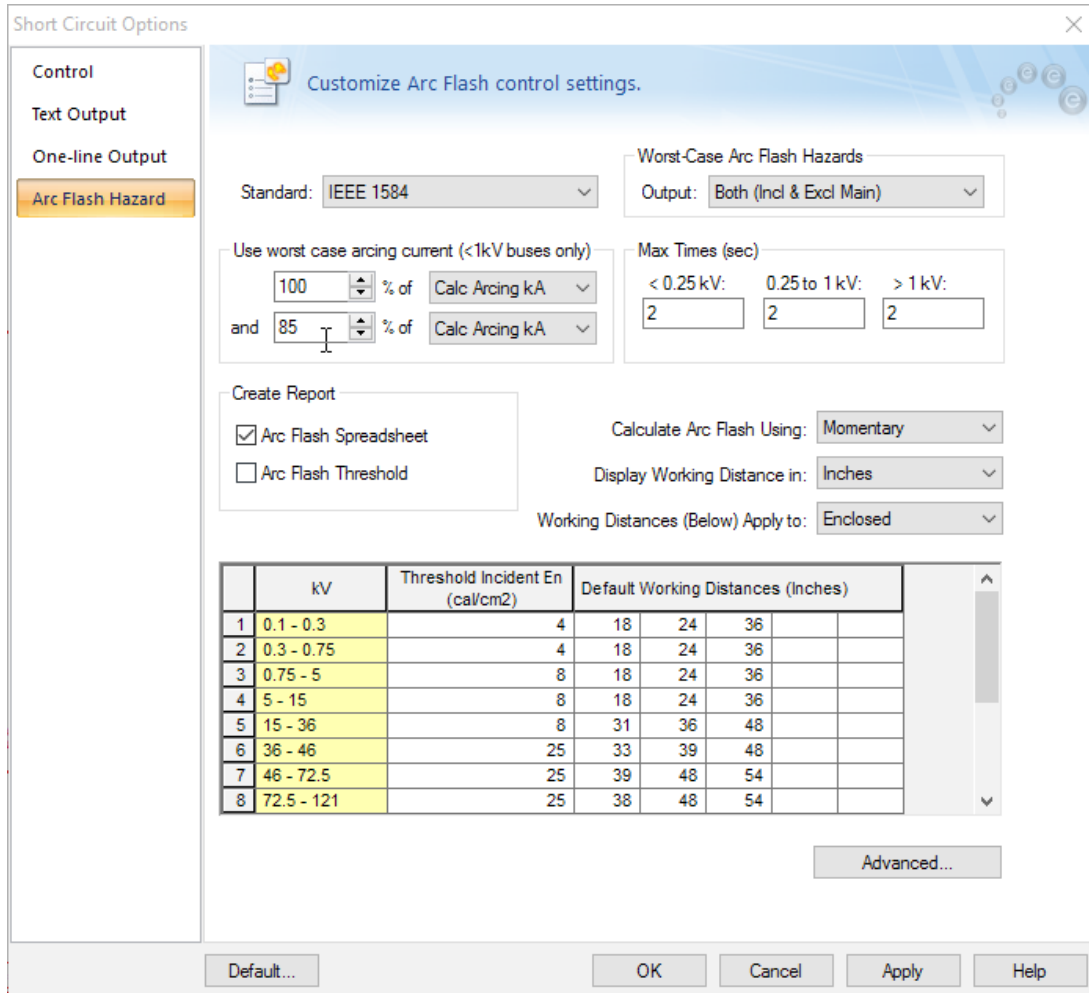 Short Circuit Options
Control
Text Output
One-line Output
Arc Flash Hazard
Customize Arc Flash control settings.
Standard: IEEE 1584
Worst-Case Arc Flash Hazards
Output: Both (Incl & Excl Main)
Use worst case arcing current (<1kV buses only)
100 % of Calc Arcing kA
and 85 % of Calc Arcing kA
Max Times (sec)
< 0.25 kV: 0.25 to 1 kV: > 1 kV:
2 2 2
Create Report
Arc Flash Spreadsheet
Arc Flash Threshold
Calculate Arc Flash Using: Momentary
Display Working Distance in: Inches
Working Distances (Below) Apply to: Enclosed
kV Threshold Incident En (cal/cm2) Default Working Distances (Inches)
1 0.1 - 0.3 4 18 24 36
2 0.3 - 0.75 4 18 24 36
3 0.75 - 5 8 18 24 36
4 5 - 15 8 18 24 36
5 15 - 36 8 31 36 48
6 36 - 46 25 33 39 48
7 46 - 72.5 25 39 48 54
8 72.5 - 121 25 38 48 54
Advanced...
Default... OK Cancel Apply Help